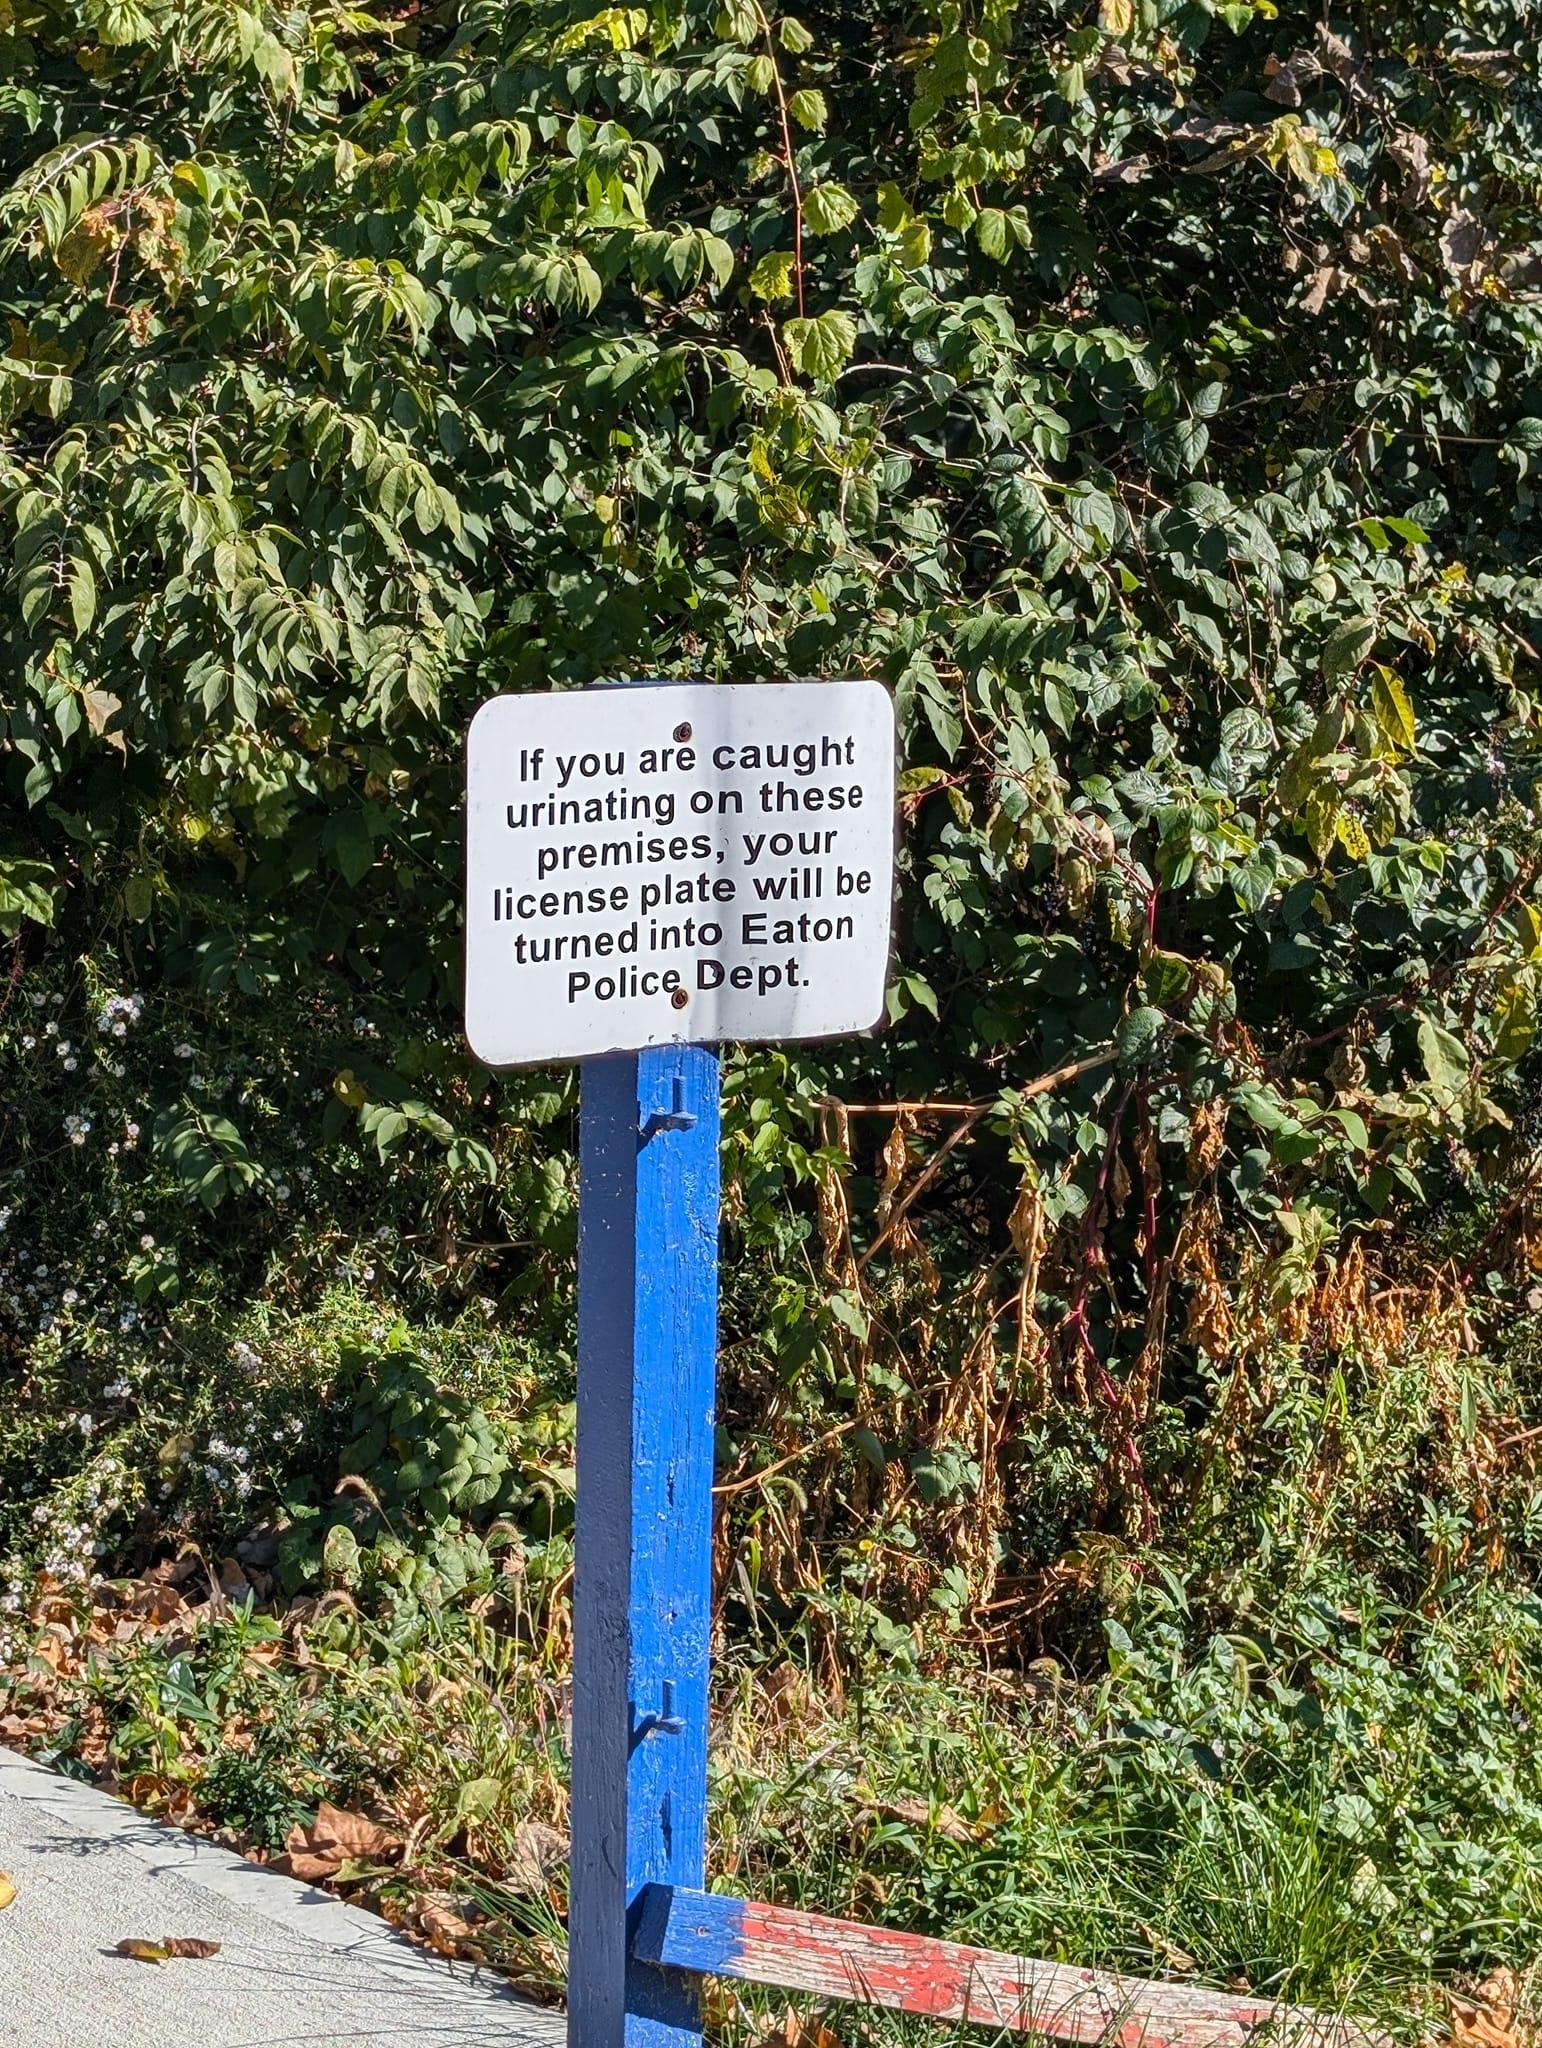 If you are caught
urinating on these
premises, your
license plate will be
turned into Eaton
Police Dept.